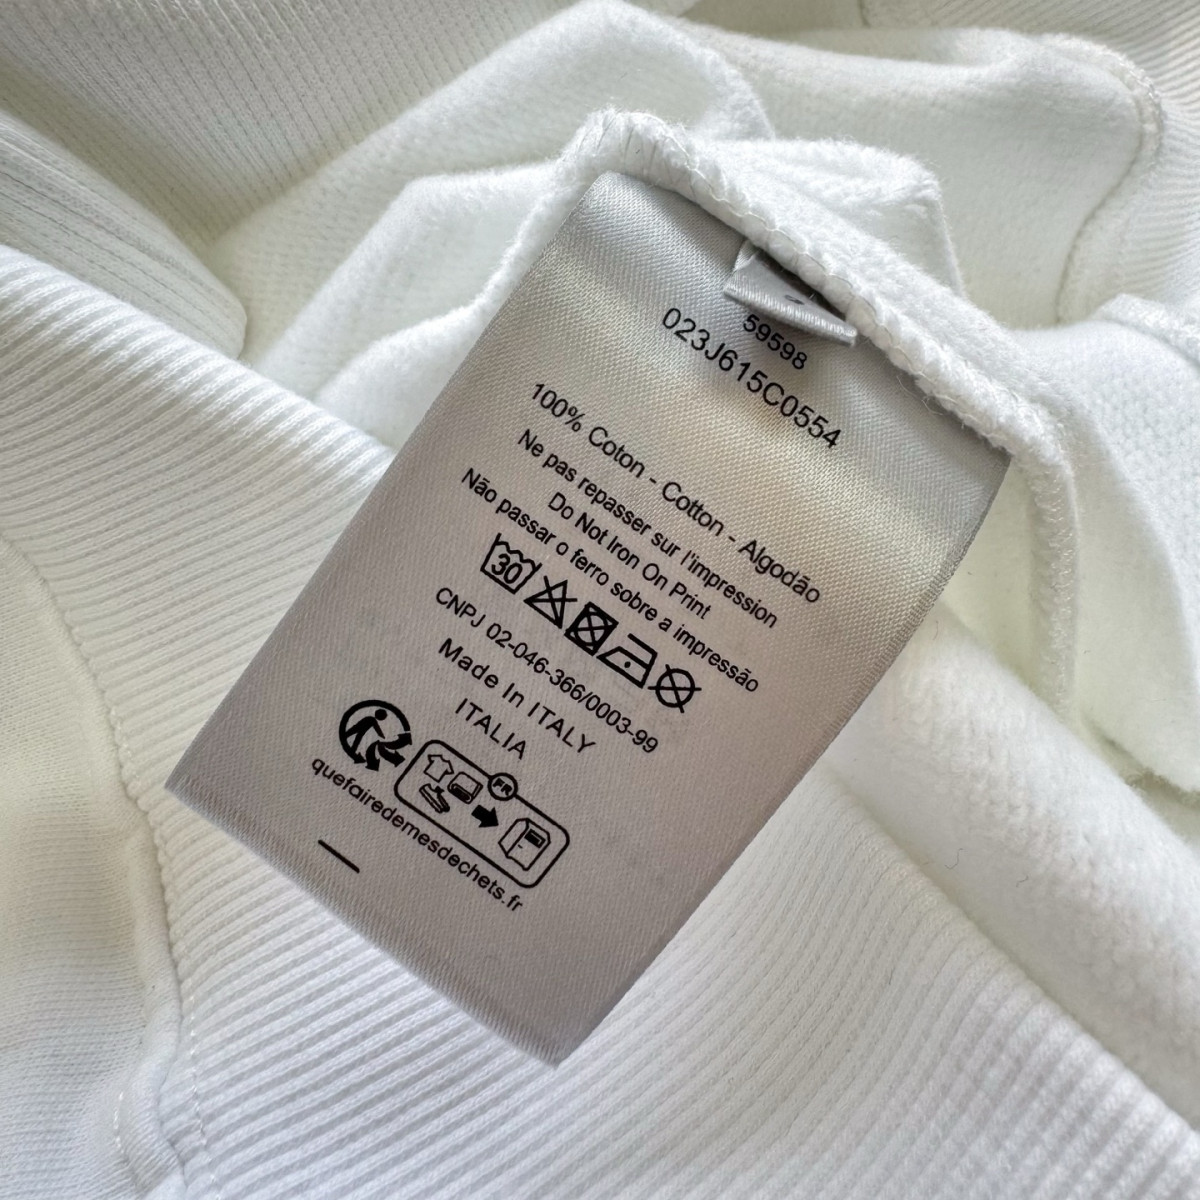 59598
023J615C0554
100% Coton - Cotton - Algodão
Ne pas repasser sur l'impression
Do Not Iron On Print
Não passar o ferro sobre a impressão
30
CNPJ 02-046-366/0003-99
Made In ITALY
ITALIA
FR
quefairedemesdechets.fr